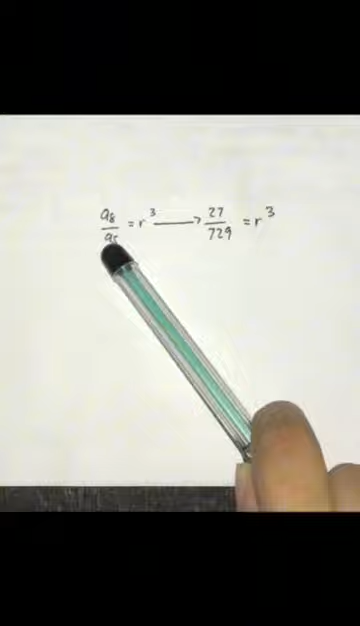 a₈/a₅ = r³ → 27/729 = r³